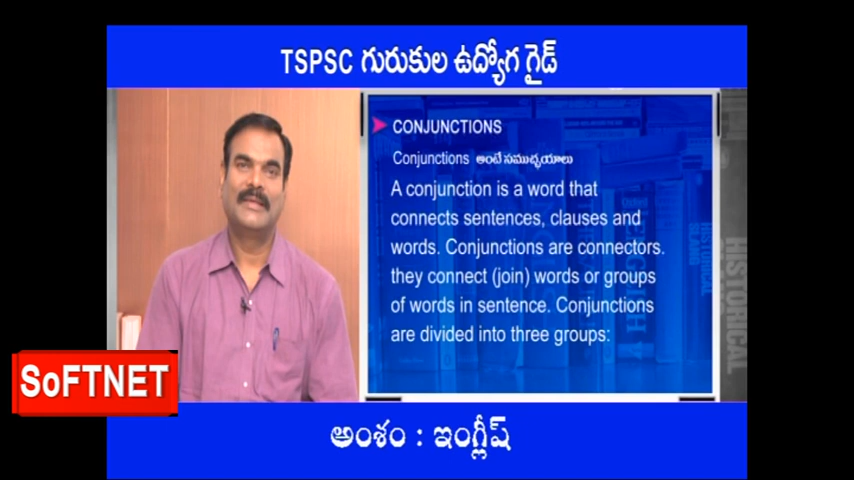 TSPSC గురుకుల ఉద్యోగ గైడ్
CONJUNCTIONS
Conjunctions అంటే సముచ్ఛయాలు
A conjunction is a word that
connects sentences, clauses and
words. Conjunctions are connectors.
they connect (join) words or groups
of words in sentence. Conjunctions
are divided into three groups:
HISTORICAL
SoFTNET
అంశం : ఇంగ్లీష్